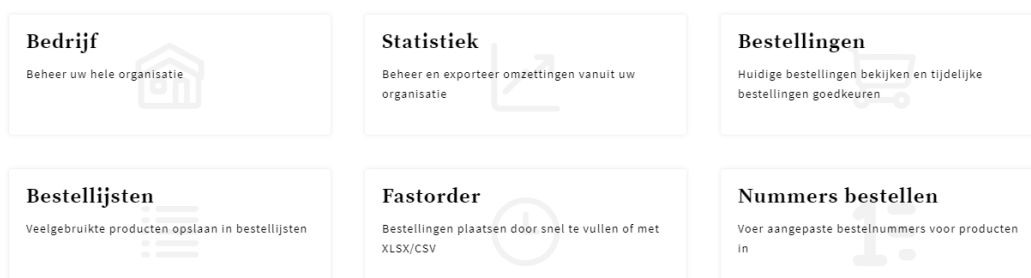 Bedrijf
Beheer uw hele organisatie
Statistiek
Beheer en exporteer omzettingen vanuit uw
organisatie
Bestellingen
Huidige bestellingen bekijken en tijdelijke
bestellingen goedkeuren
Bestellijsten
Veelgebruikte producten opslaan in bestellijsten
Fastorder
Bestellingen plaatsen door snel te vullen of met
XLSX/CSV
Nummers bestellen
Voer aangepaste bestelnummers voor producten
in